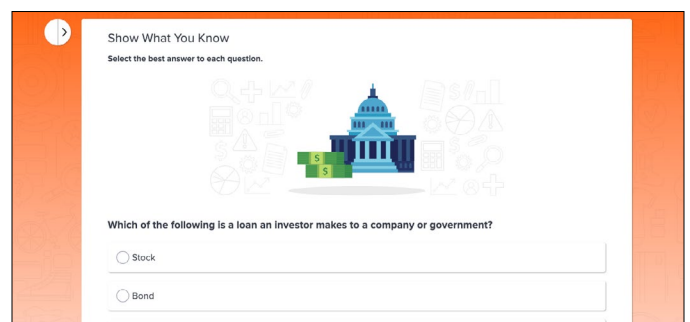 Show What You Know
Select the best answer to each question.
Which of the following is a loan an investor makes to a company or government?
Stock
Bond